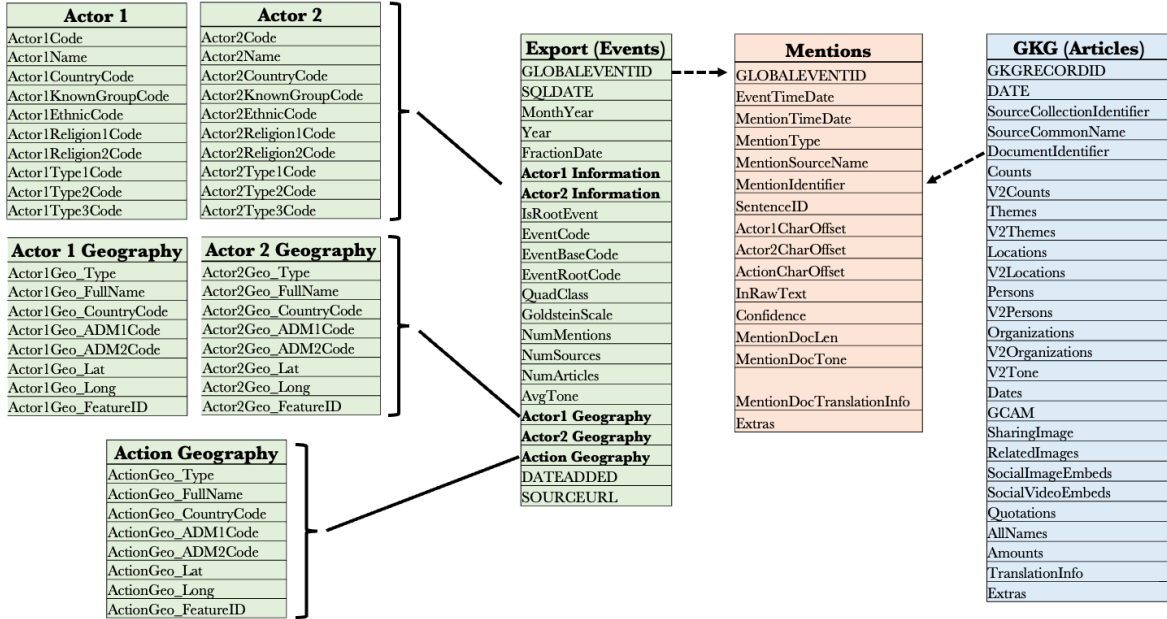 Actor 1
Actor1Code
Actor1Name
Actor1CountryCode
Actor1KnownGroupCode
Actor1EthnicCode
Actor1Religion1Code
Actor1Religion2Code
Actor1Type1Code
Actor1Type2Code
Actor1Type3Code
Actor 2
Actor2Code
Actor2Name
Actor2CountryCode
Actor2KnownGroupCode
Actor2EthnicCode
Actor2Religion1Code
Actor2Religion2Code
Actor2Type1Code
Actor2Type2Code
Actor2Type3Code
Actor 1 Geography
Actor1Geo_Type
Actor1Geo_FullName
Actor1Geo_CountryCode
Actor1Geo_ADM1Code
Actor1Geo_ADM2Code
Actor1Geo_Lat
Actor1Geo_Long
Actor1Geo_FeatureID
Actor 2 Geography
Actor2Geo_Type
Actor2Geo_FullName
Actor2Geo_CountryCode
Actor2Geo_ADM1Code
Actor2Geo_ADM2Code
Actor2Geo_Lat
Actor2Geo_Long
Actor2Geo_FeatureID
Action Geography
ActionGeo_Type
ActionGeo_FullName
ActionGeo_CountryCode
ActionGeo_ADM1Code
ActionGeo_ADM2Code
ActionGeo_Lat
ActionGeo_Long
ActionGeo_FeatureID
Export (Events)
GLOBALEVENTID
SQLDATE
MonthYear
Year
FractionDate
Actor1 Information
Actor2 Information
IsRootEvent
EventCode
EventBaseCode
EventRootCode
QuadClass
GoldsteinScale
NumMentions
NumSources
NumArticles
AvgTone
Actor1 Geography
Actor2 Geography
Action Geography
DATEADDED
SOURCEURL
Mentions
GLOBALEVENTID
EventTimeDate
MentionTimeDate
MentionType
MentionSourceName
MentionIdentifier
SentenceID
Actor1CharOffset
Actor2CharOffset
ActionCharOffset
InRawText
Confidence
MentionDocLen
MentionDocTone
MentionDocTranslationInfo
Extras
GKG (Articles)
GKGRECORDID
DATE
SourceCollectionIdentifier
SourceCommonName
DocumentIdentifier
Counts
V2Counts
Themes
V2Themes
Locations
V2Locations
Persons
V2Persons
Organizations
V2Organizations
V2Tone
Dates
GCAM
SharingImage
RelatedImages
SocialImageEmbeds
SocialVideoEmbeds
Quotations
AllNames
Amounts
TranslationInfo
Extras